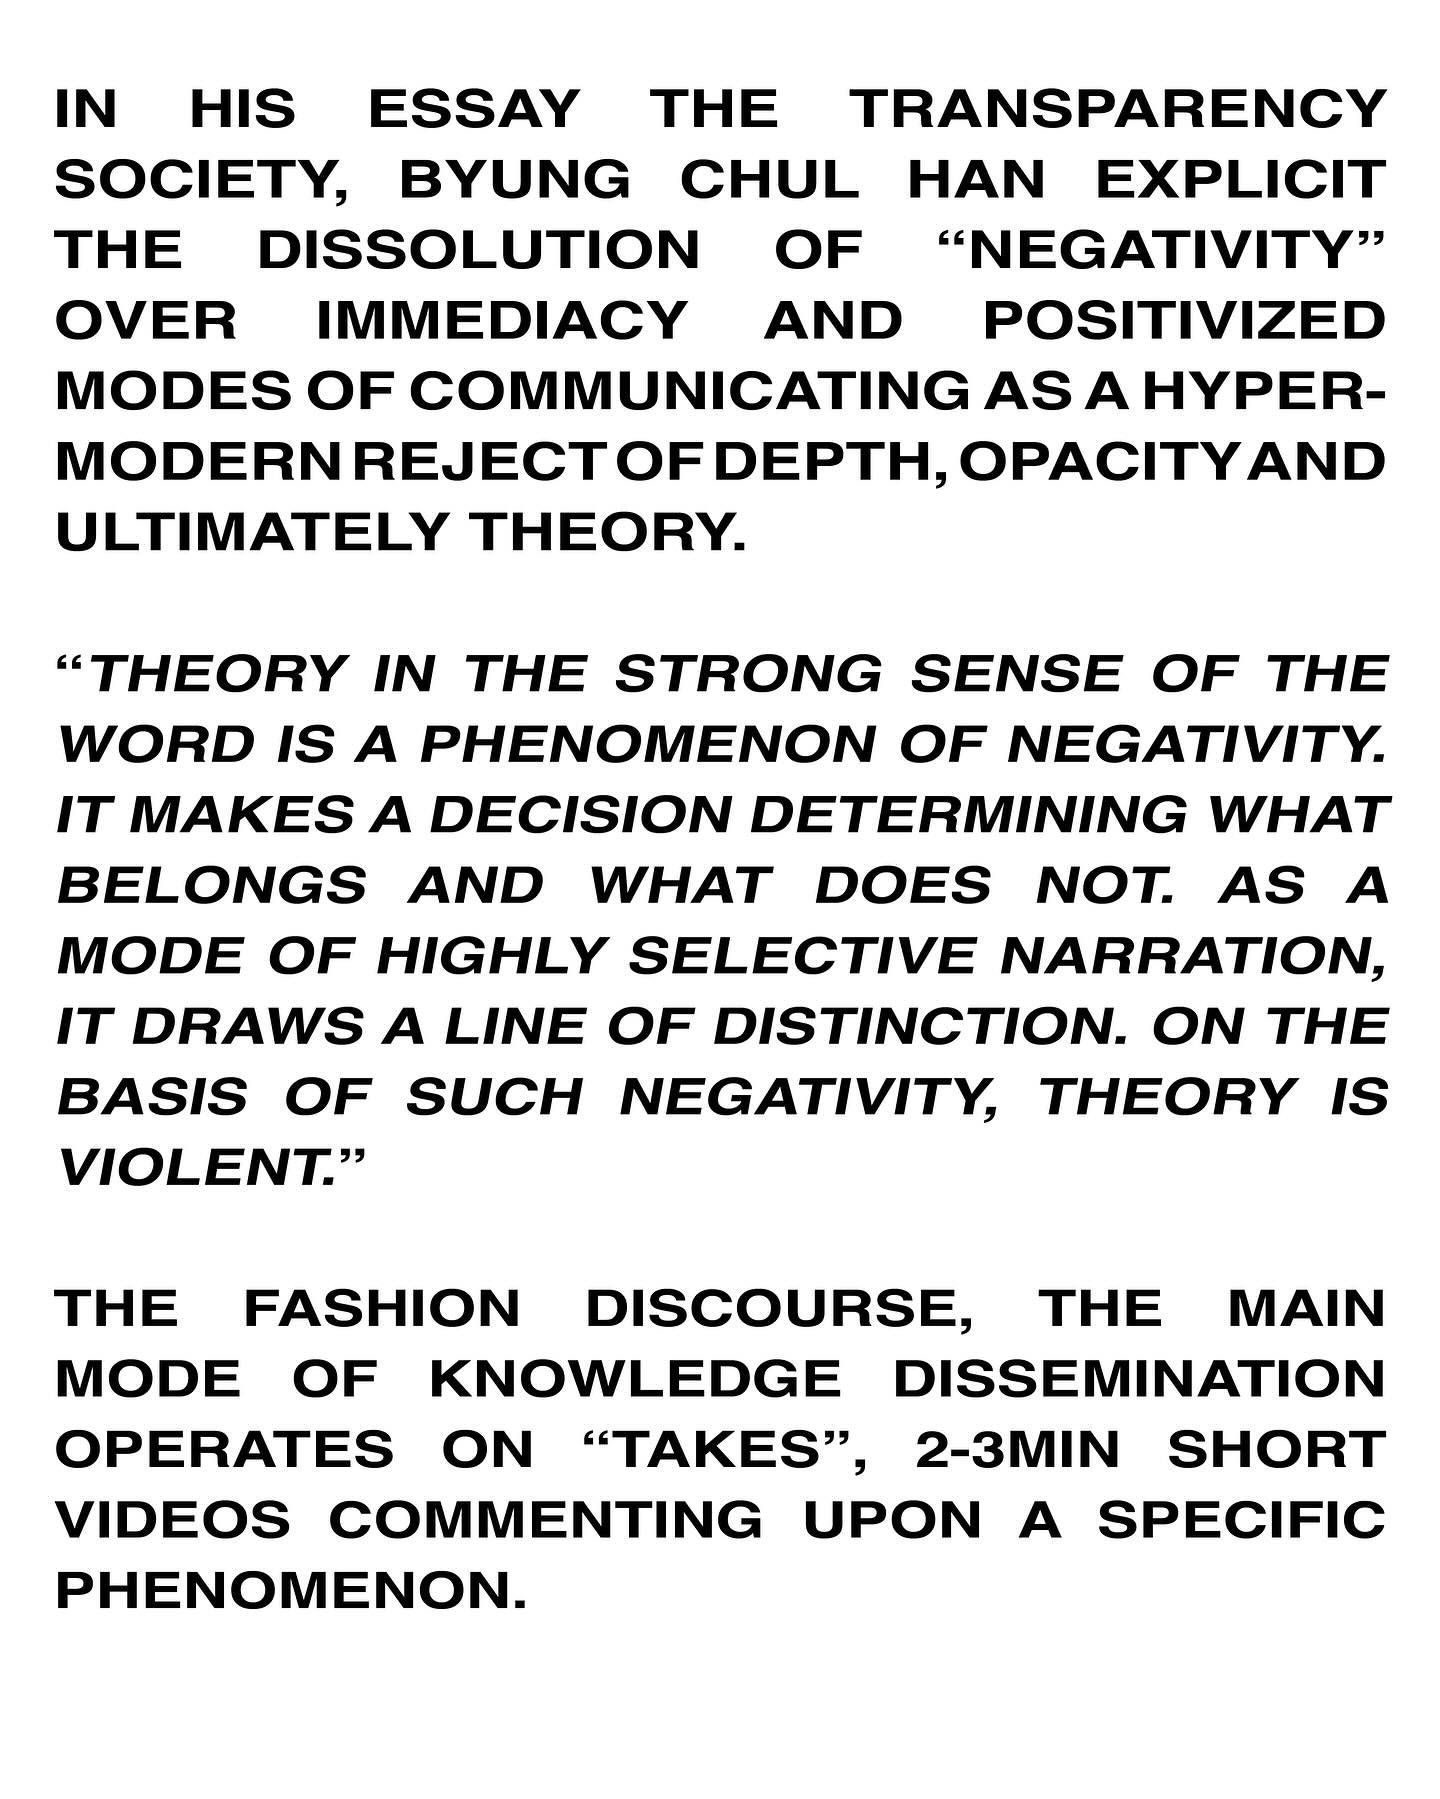 IN HIS ESSAY THE TRANSPARENCY
SOCIETY, BYUNG CHUL HAN EXPLICIT
THE DISSOLUTION OF “NEGATIVITY”
OVER IMMEDIACY AND POSITIVIZED
MODES OF COMMUNICATING AS A HYPER-
MODERN REJECT OF DEPTH, OPACITY AND
ULTIMATELY THEORY.
“THEORY IN THE STRONG SENSE OF THE
WORD IS A PHENOMENON OF NEGATIVITY.
IT MAKES A DECISION DETERMINING WHAT
BELONGS AND WHAT DOES NOT. AS A
MODE OF HIGHLY SELECTIVE NARRATION,
IT DRAWS A LINE OF DISTINCTION. ON THE
BASIS OF SUCH NEGATIVITY, THEORY IS
VIOLENT.”
THE FASHION DISCOURSE, THE MAIN
MODE OF KNOWLEDGE DISSEMINATION
OPERATES ON “TAKES”, 2-3MIN SHORT
VIDEOS COMMENTING UPON A SPECIFIC
PHENOMENON.